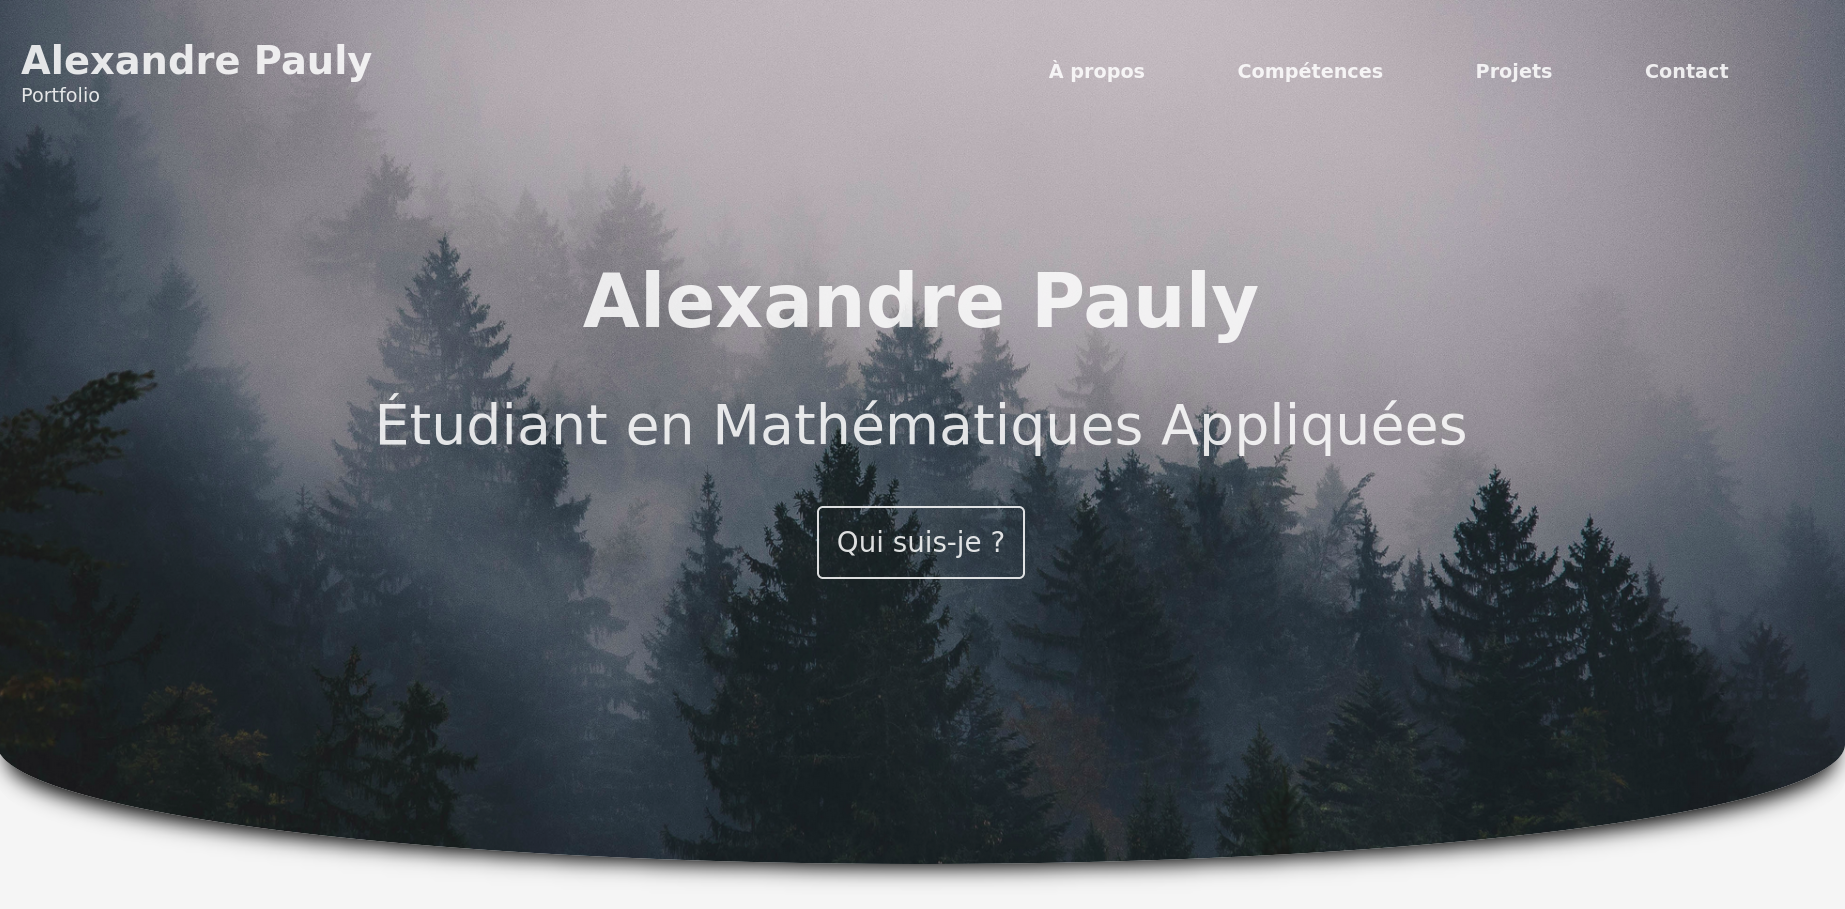 Alexandre Pauly
Portfolio
À propos
Compétences
Projets
Contact
Alexandre Pauly
Étudiant en Mathématiques Appliquées
Qui suis-je ?